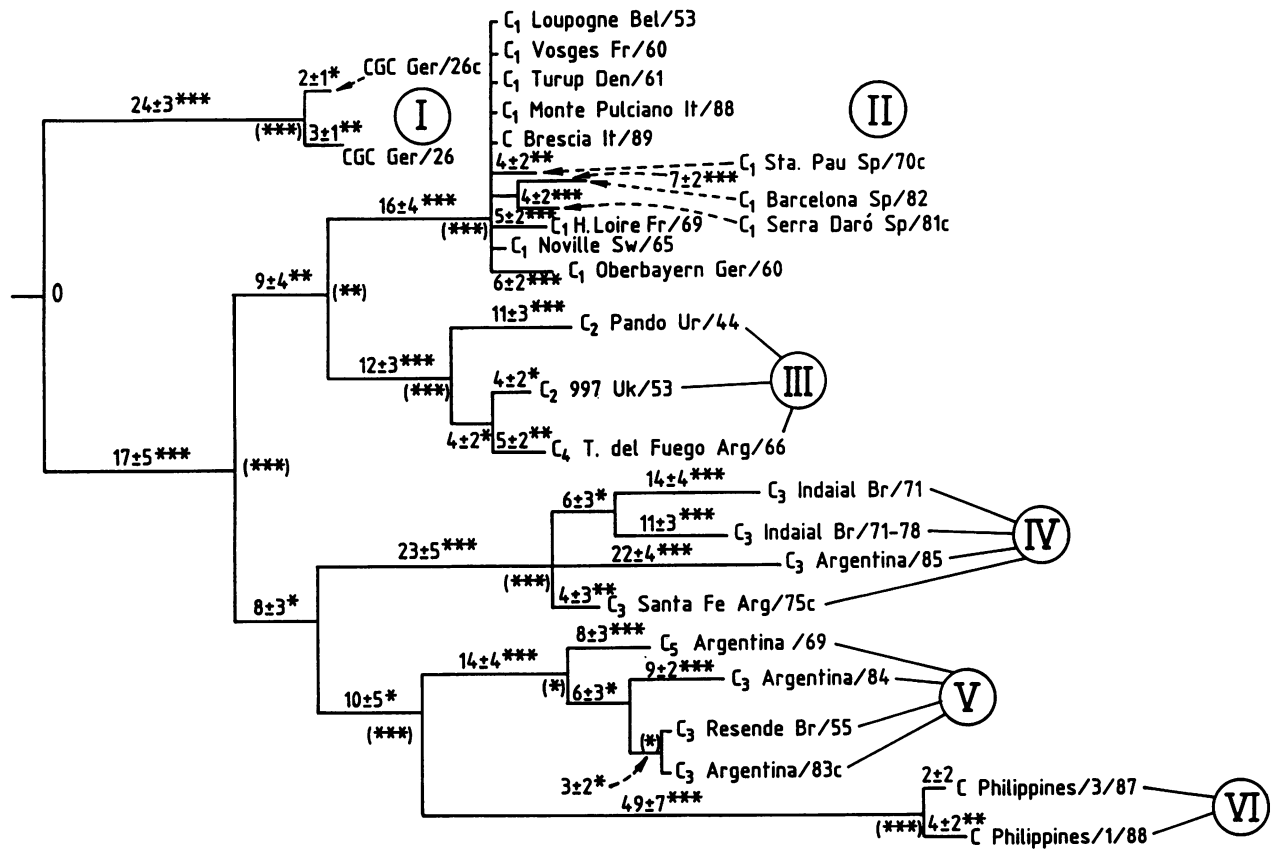 C₁ Loupogne Bel/53
C₁ Vosges Fr/60
CGC Ger/26c
2±1*
C₁ Turup Den/61
24±3***
I
C₁ Monte Pulciano It/88
II
(***)
3±1**
C Brescia It/89
CGC Ger/26
4±2**
C₁ Sta. Pau Sp/70c
7±2***
4±2***
C₁ Barcelona Sp/82
16±4***
(***)
5±2***
C₁ H.Loire Fr/69
C₁ Serra Daró Sp/81c
C₁ Noville Sw/65
C₁ Oberbayern Ger/60
6±2***
9±4**
(**)
0
11±3***
C₂ Pando Ur/44
12±3***
(***)
4±2*
C₂ 997 Uk/53
III
4±2*
5±2**
C₄ T. del Fuego Arg/66
17±5***
(***)
14±4***
C₃ Indaial Br/71
6±3*
11±3***
C₃ Indaial Br/71-78
IV
23±5***
22±4***
C₃ Argentina/85
(***)
4±3**
C₃ Santa Fe Arg/75c
8±3*
8±3***
C₅ Argentina /69
14±4***
(*)
9±2***
C₃ Argentina/84
6±3*
V
10±5*
(***)
(*)
C₃ Resende Br/55
C₃ Argentina/83c
3±2*
49±7***
2±2
C Philippines/3/87
VI
(***)
4±2**
C Philippines/1/88